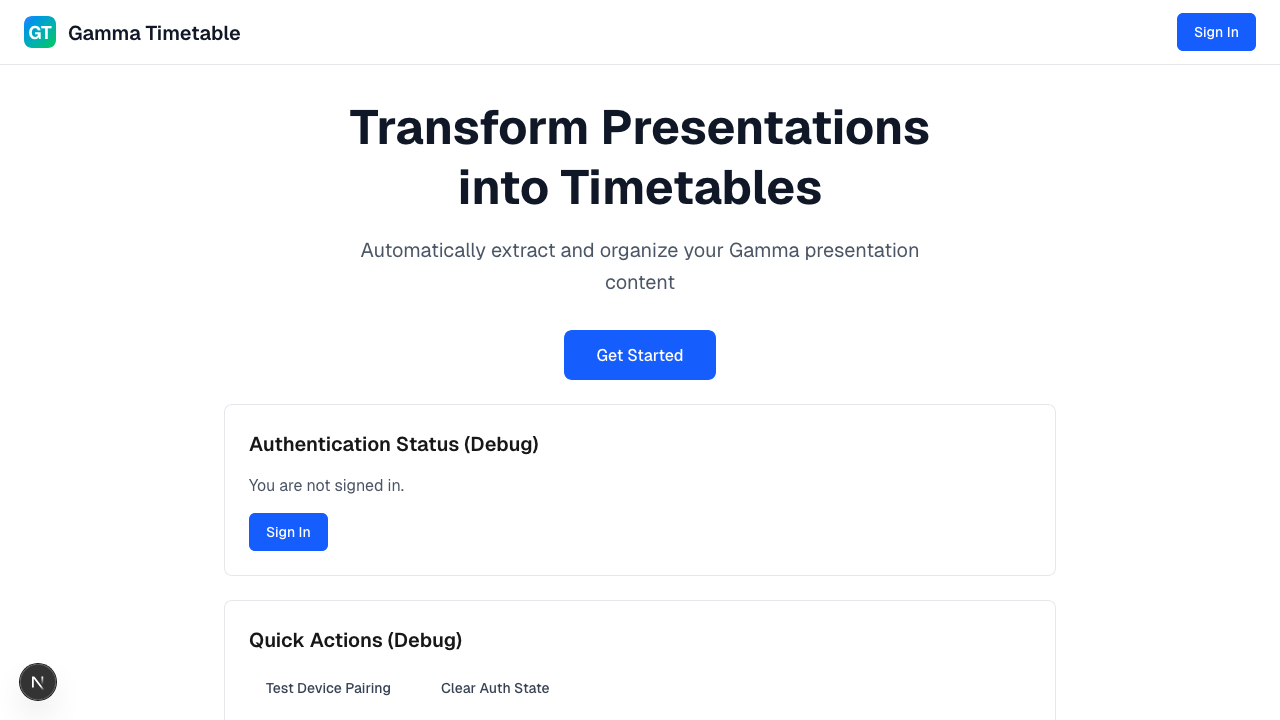 GT Gamma Timetable
Sign In
Transform Presentations
into Timetables
Automatically extract and organize your Gamma presentation
content
Get Started
Authentication Status (Debug)
You are not signed in.
Sign In
Quick Actions (Debug)
Test Device Pairing Clear Auth State
N